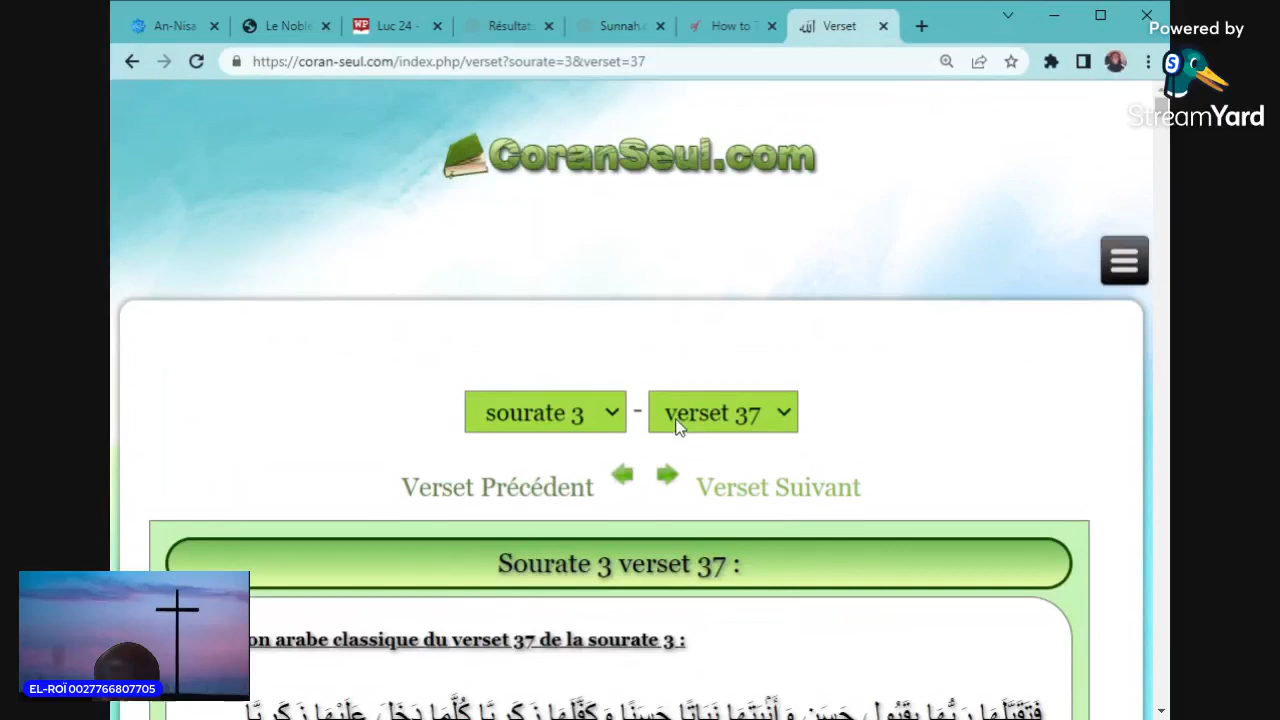 An-Nisa
Le Noble
Luc 24 -
Résultats
Sunnah.c
How to T
Verset
Powered by
StreamYard
https://coran-seul.com/index.php/verset?sourate=3&verset=37
CoranSeul.com
sourate 3 - verset 37
Verset Précédent Verset Suivant
Sourate 3 verset 37 :
on arabe classique du verset 37 de la sourate 3 :
فَتَقَبَّلَهَا رَبُّهَا بِقَبُولٍ حَسَنٍ وَأَنْبَتَهَا نَبَاتًا حَسَنًا وَكَفَّلَهَا زَكَرِيَّا كُلَّمَا دَخَلَ عَلَيْهَا زَكَرِيَّا
EL-ROÏ 0027766807705